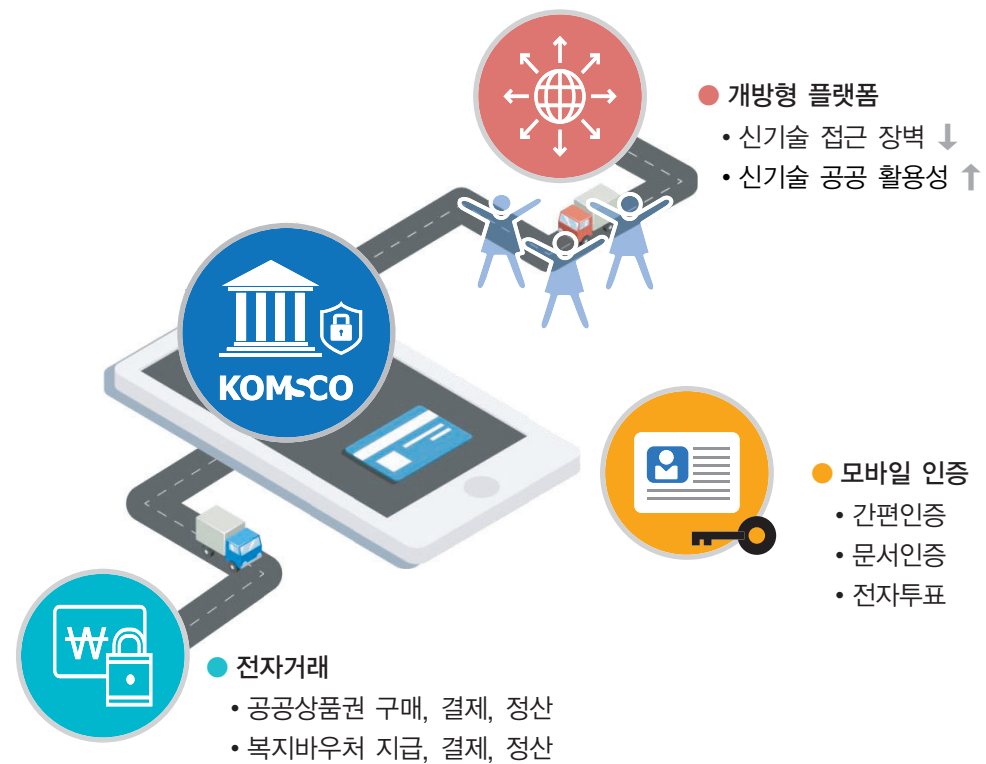 ● 개방형 플랫폼
• 신기술 접근 장벽 ↓
• 신기술 공공 활용성 ↑
KOMSCO
● 모바일 인증
• 간편인증
• 문서인증
• 전자투표
₩
● 전자거래
• 공공상품권 구매, 결제, 정산
• 복지바우처 지급, 결제, 정산